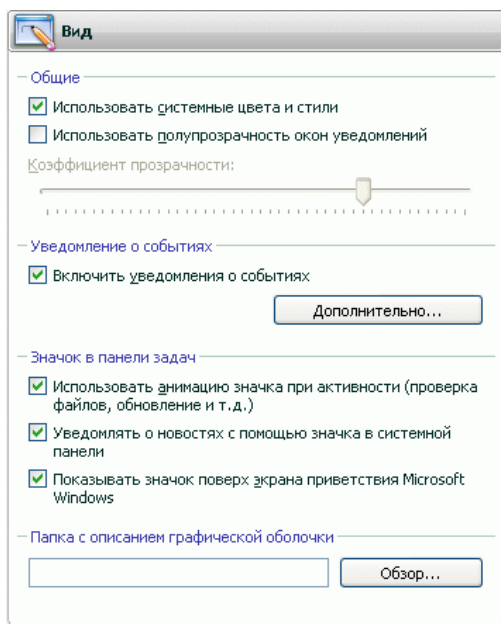 Вид
Общие
Использовать системные цвета и стили
Использовать полупрозрачность окон уведомлений
Коэффициент прозрачности:
Уведомление о событиях
Включить уведомления о событиях
Дополнительно...
Значок в панели задач
Использовать анимацию значка при активности (проверка
файлов, обновление и т.д.)
Уведомлять о новостях с помощью значка в системной
панели
Показывать значок поверх экрана приветствия Microsoft
Windows
Папка с описанием графической оболочки
Обзор...